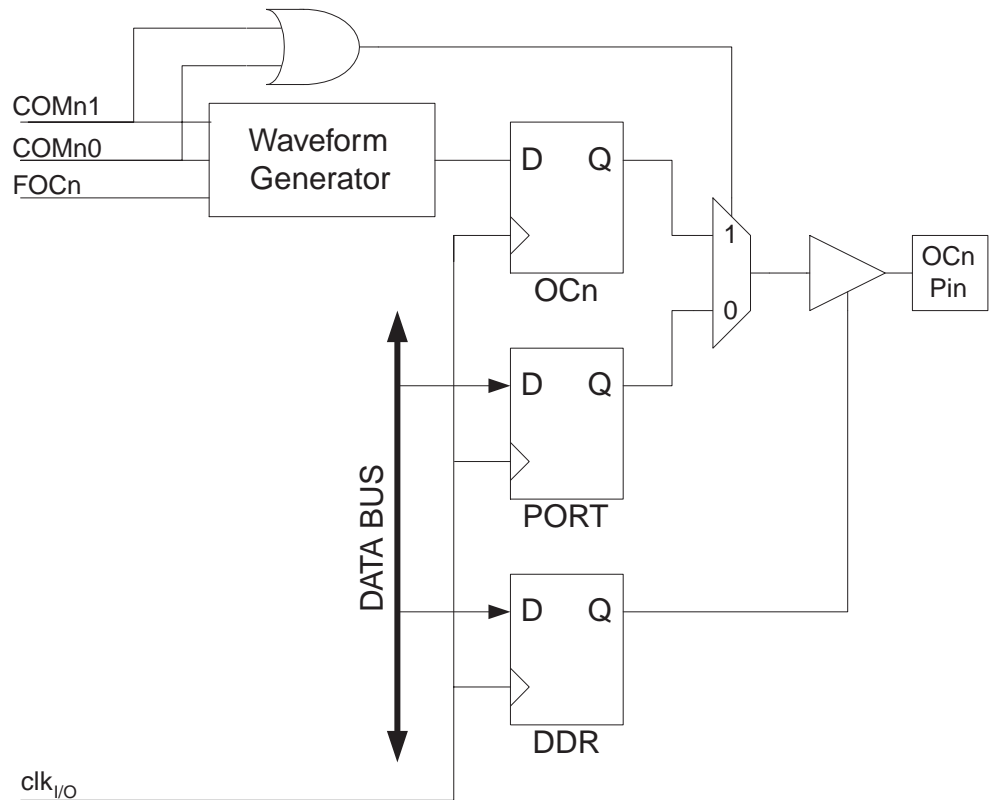 COMn1
COMn0
FOCn
Waveform
Generator
D Q
OCn
1
0
OCn
Pin
D Q
PORT
DATA BUS
D Q
DDR
clkI/O